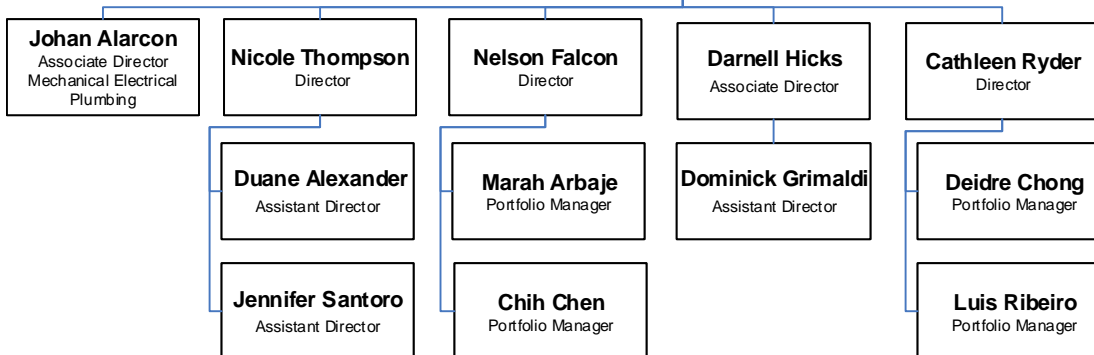 Johan Alarcon
Associate Director
Mechanical Electrical
Plumbing
Nicole Thompson
Director
Nelson Falcon
Director
Darnell Hicks
Associate Director
Cathleen Ryder
Director
Duane Alexander
Assistant Director
Marah Arbaje
Portfolio Manager
Dominick Grimaldi
Assistant Director
Deidre Chong
Portfolio Manager
Jennifer Santoro
Assistant Director
Chih Chen
Portfolio Manager
Luis Ribeiro
Portfolio Manager